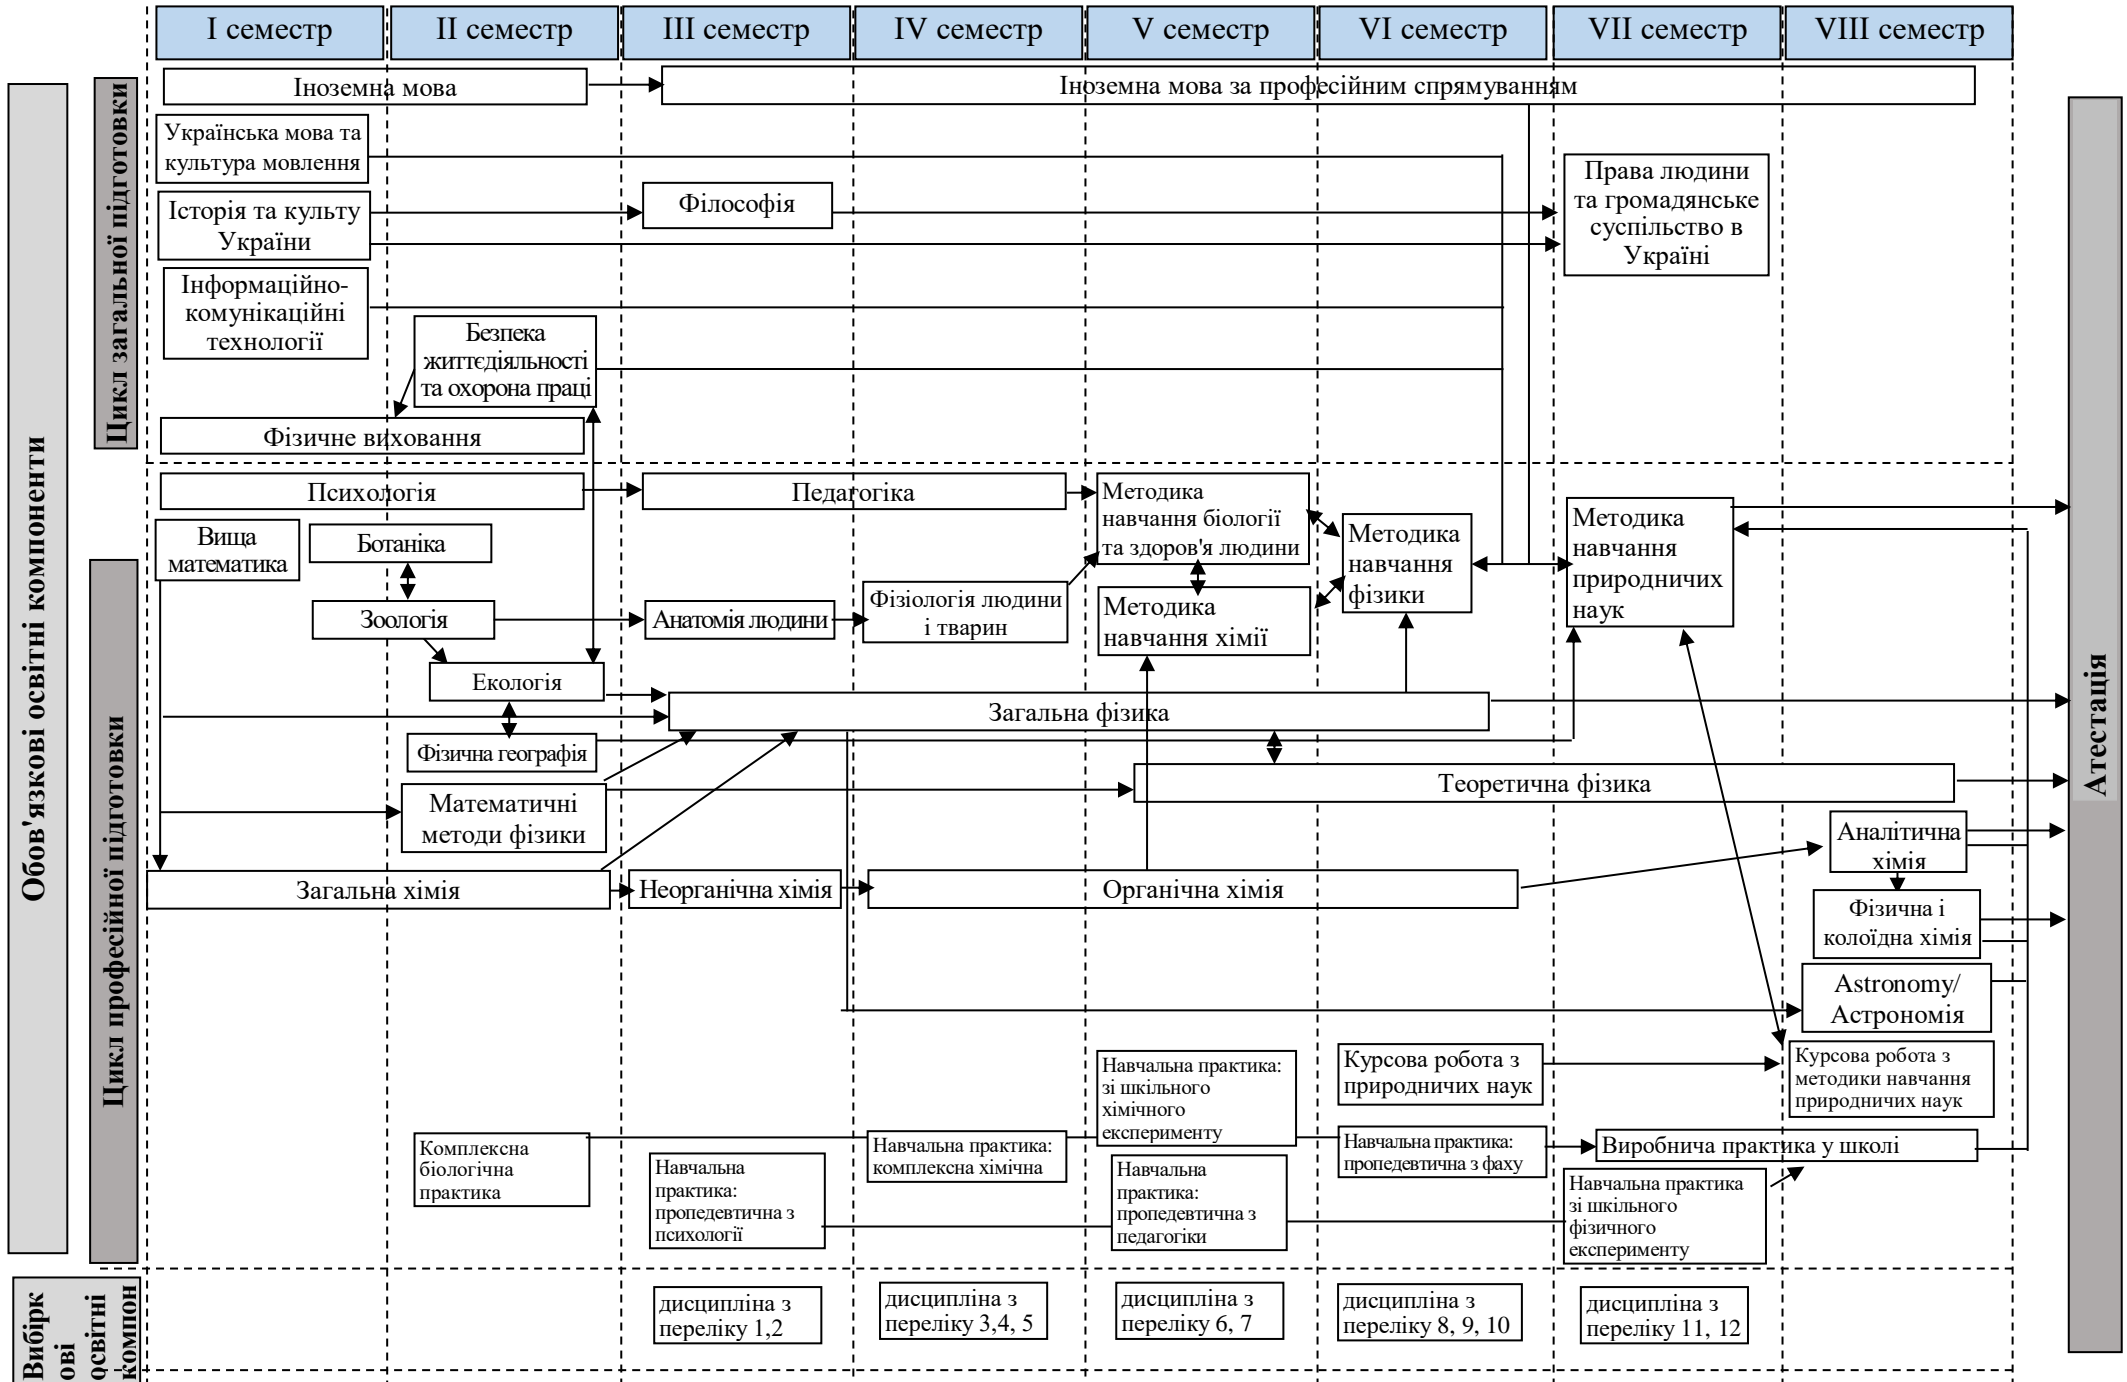 I семестр
II семестр
III семестр
IV семестр
V семестр
VI семестр
VII семестр
VIII семестр
Обов'язкові освітні компоненти
Цикл загальної підготовки
Іноземна мова
Іноземна мова за професійним спрямуванням
Українська мова та
культура мовлення
Історія та культу
України
Філософія
Права людини
та громадянське
суспільство в
Україні
Інформаційно-
комунікаційні
технології
Безпека
життєдіяльності
та охорона праці
Фізичне виховання
Цикл професійної підготовки
Психологія
Педагогіка
Методика
навчання біології
та здоров'я людини
Методика
навчання
фізики
Методика
навчання
природничих
наук
Вища
математика
Ботаніка
Зоологія
Анатомія людини
Фізіологія людини
і тварин
Методика
навчання хімії
Екологія
Загальна фізика
Фізична географія
Теоретична фізика
Математичні
методи фізики
Аналітична
хімія
Загальна хімія
Неорганічна хімія
Органічна хімія
Фізична і
колоїдна хімія
Astronomy/
Астрономія
Навчальна практика:
зі шкільного
хімічного
експерименту
Курсова робота з
природничих наук
Курсова робота з
методики навчання
природничих наук
Комплексна
біологічна
практика
Навчальна практика:
комплексна хімічна
Навчальна практика:
пропедевтична з фаху
Виробнича практика у школі
Навчальна
практика:
пропедевтична з
психології
Навчальна
практика:
пропедевтична з
педагогіки
Навчальна практика
зі шкільного
фізичного
експерименту
Атестація
Вибірк
ові
освітні
компон
дисципліна з
переліку 1,2
дисципліна з
переліку 3,4, 5
дисципліна з
переліку 6, 7
дисципліна з
переліку 8, 9, 10
дисципліна з
переліку 11, 12